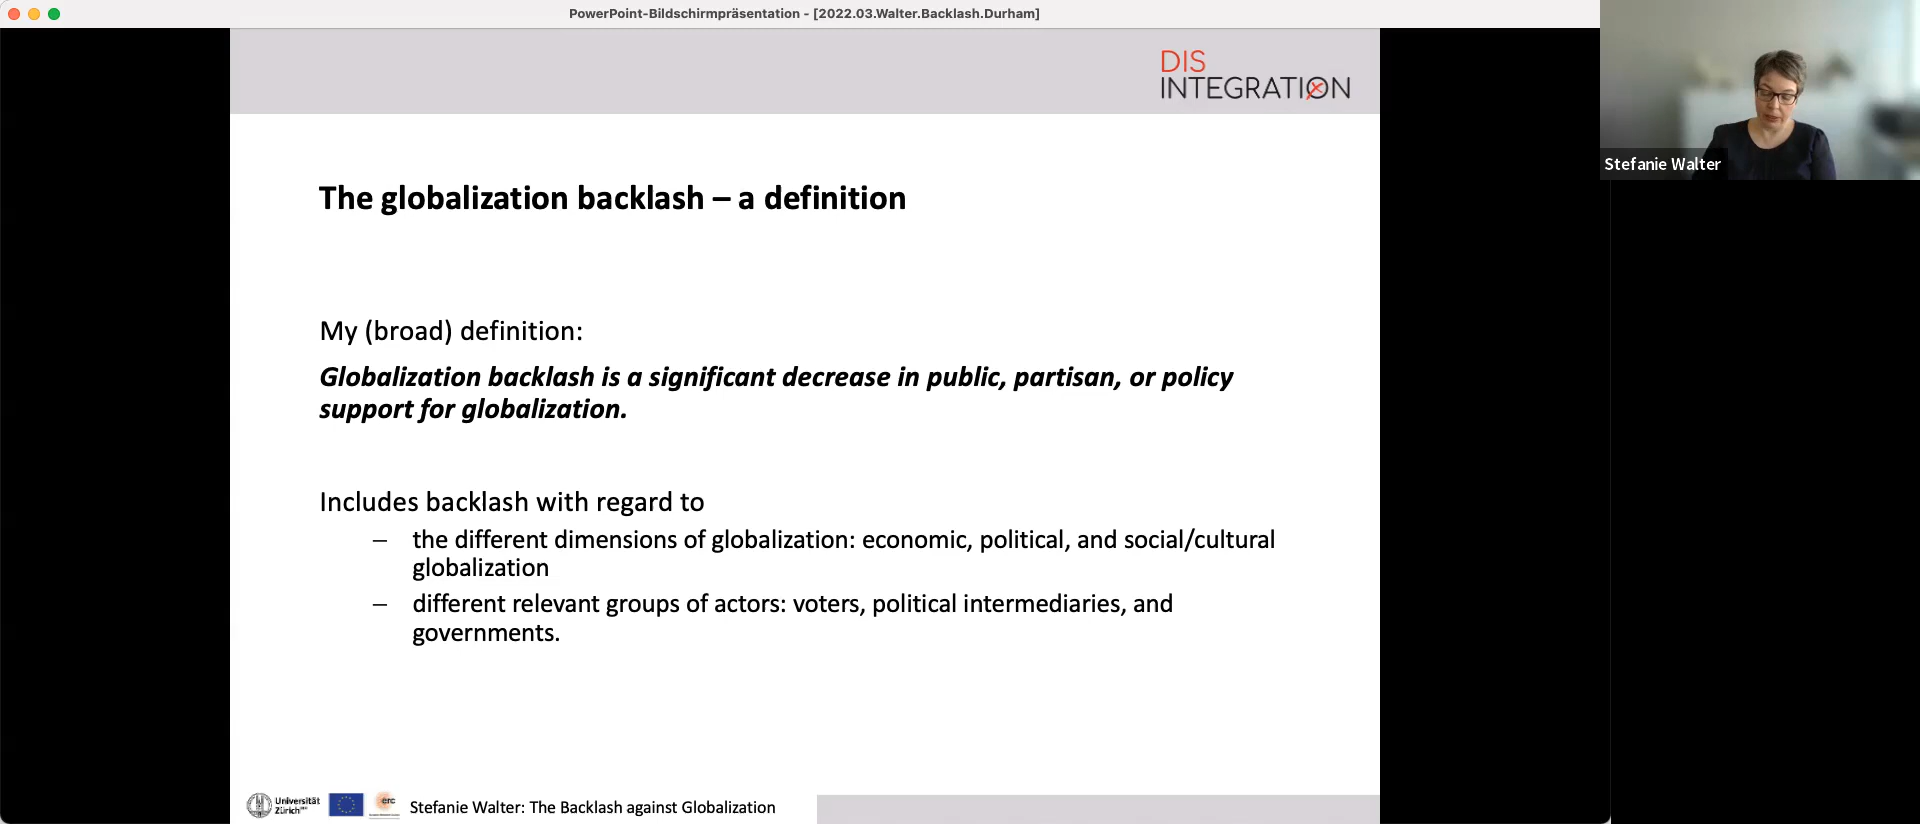 PowerPoint-Bildschirmpräsentation - [2022.03.Walter.Backlash.Durham]
DIS
INTEGRATION
Stefanie Walter
The globalization backlash – a definition
My (broad) definition:
Globalization backlash is a significant decrease in public, partisan, or policy
support for globalization.
Includes backlash with regard to
– the different dimensions of globalization: economic, political, and social/cultural
globalization
– different relevant groups of actors: voters, political intermediaries, and
governments.
Universität
Zürich
erc
Stefanie Walter: The Backlash against Globalization